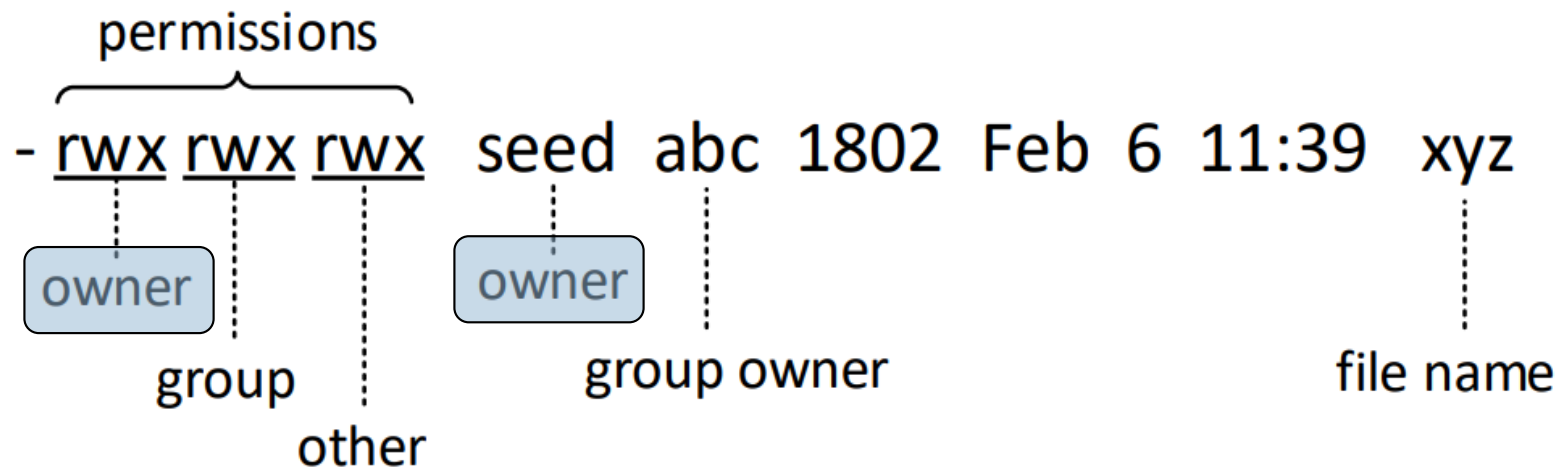 permissions
- rwx rwx rwx seed abc 1802 Feb 6 11:39 xyz
owner owner
group group owner file name
other